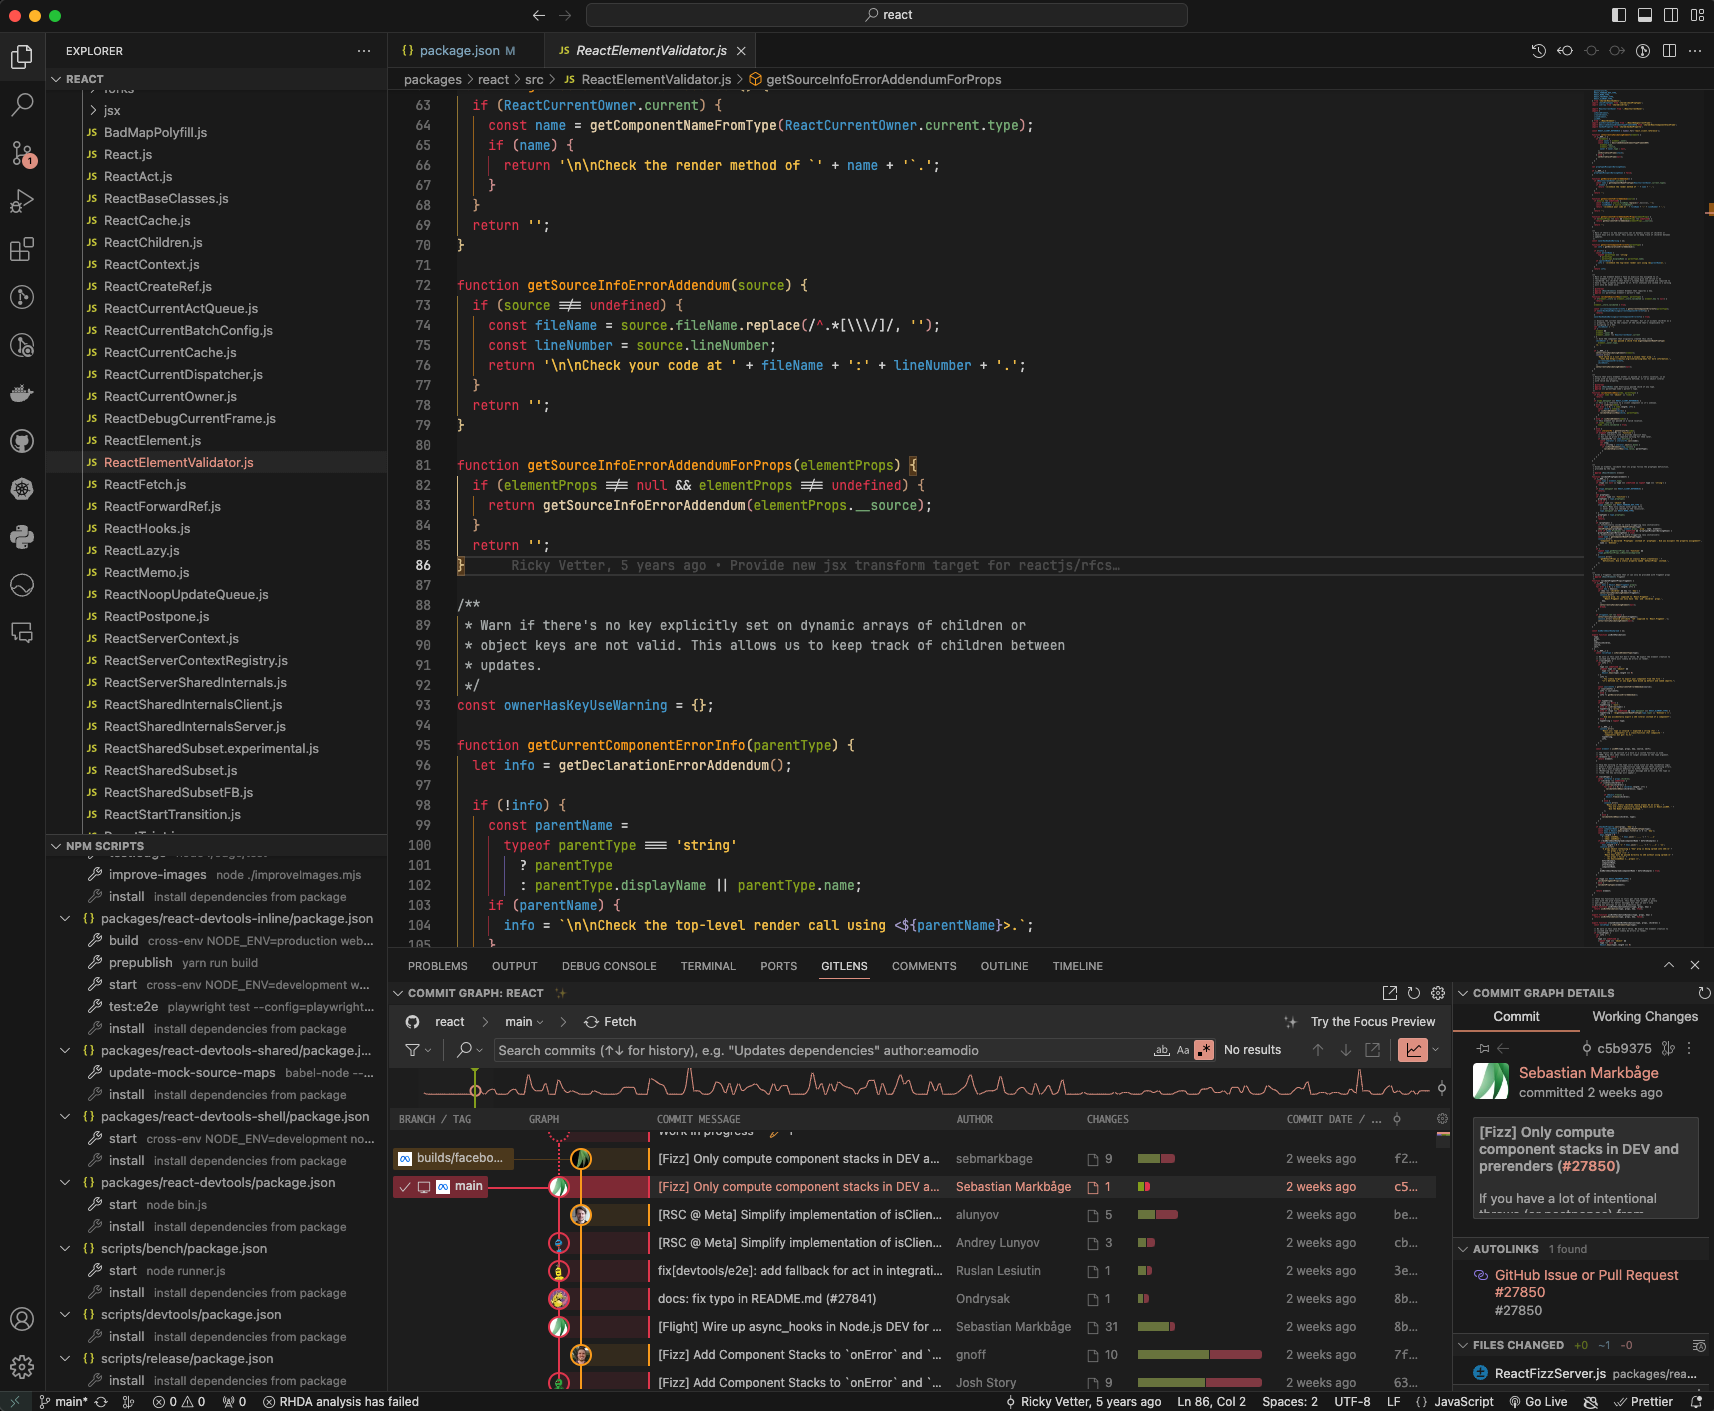 react
EXPLORER
REACT
jsx
BadMapPolyfill.js
React.js
ReactAct.js
ReactBaseClasses.js
ReactCache.js
ReactChildren.js
ReactContext.js
ReactCreateRef.js
ReactCurrentActQueue.js
ReactCurrentBatchConfig.js
ReactCurrentCache.js
ReactCurrentDispatcher.js
ReactCurrentOwner.js
ReactDebugCurrentFrame.js
ReactElement.js
ReactElementValidator.js
ReactFetch.js
ReactForwardRef.js
ReactHooks.js
ReactLazy.js
ReactMemo.js
ReactNoopUpdateQueue.js
ReactPostpone.js
ReactServerContext.js
ReactServerContextRegistry.js
ReactServerSharedInternals.js
ReactSharedInternalsClient.js
ReactSharedInternalsServer.js
ReactSharedSubset.experimental.js
ReactSharedSubset.js
ReactSharedSubsetFB.js
ReactStartTransition.js
NPM SCRIPTS
improve-images node ./improveImages.mjs
install install dependencies from package
{} packages/react-devtools-inline/package.json
build cross-env NODE_ENV=production web...
prepublish yarn run build
start cross-env NODE_ENV=development w...
test:e2e playwright test --config=playwright...
install install dependencies from package
{} packages/react-devtools-shared/package.j...
update-mock-source-maps babel-node --...
install install dependencies from package
{} packages/react-devtools-shell/package.json
start cross-env NODE_ENV=development no...
install install dependencies from package
{} packages/react-devtools/package.json
start node bin.js
install install dependencies from package
{} scripts/bench/package.json
start node runner.js
install install dependencies from package
{} scripts/devtools/package.json
install install dependencies from package
{} scripts/release/package.json
install install dependencies from package
{} package.json M
JS ReactElementValidator.js
packages > react > src > JS ReactElementValidator.js > getSourceInfoErrorAddendumForProps
63 if (ReactCurrentOwner.current) {
64 const name = getComponentNameFromType(ReactCurrentOwner.current.type);
65 if (name) {
66 return '\n\nCheck the render method of `' + name + '`.';
67 }
68 }
69 return '';
70 }
71
72 function getSourceInfoErrorAddendum(source) {
73 if (source !== undefined) {
74 const fileName = source.fileName.replace(/^.*[\\\/]/, '');
75 const lineNumber = source.lineNumber;
76 return '\n\nCheck your code at ' + fileName + ':' + lineNumber + '.';
77 }
78 return '';
79 }
80
81 function getSourceInfoErrorAddendumForProps(elementProps) {
82 if (elementProps !== null && elementProps !== undefined) {
83 return getSourceInfoErrorAddendum(elementProps.__source);
84 }
85 return '';
86 } Ricky Vetter, 5 years ago • Provide new jsx transform target for reactjs/rfcs…
87
88 /**
89 * Warn if there's no key explicitly set on dynamic arrays of children or
90 * object keys are not valid. This allows us to keep track of children between
91 * updates.
92 */
93 const ownerHasKeyUseWarning = {};
94
95 function getCurrentComponentErrorInfo(parentType) {
96 let info = getDeclarationErrorAddendum();
97
98 if (!info) {
99 const parentName =
100 typeof parentType === 'string'
101 ? parentType
102 : parentType.displayName || parentType.name;
103 if (parentName) {
104 info = `\n\nCheck the top-level render call using <${parentName}>.`;
105 }
PROBLEMS OUTPUT DEBUG CONSOLE TERMINAL PORTS GITLENS COMMENTS OUTLINE TIMELINE
COMMIT GRAPH: REACT
react > main > Fetch
Try the Focus Preview
Search commits (↑↓ for history), e.g. "Updates dependencies" author:eamodio
ab Aa .* No results
BRANCH / TAG GRAPH COMMIT MESSAGE AUTHOR CHANGES COMMIT DATE / ...
Work in progress
builds/facebo... [Fizz] Only compute component stacks in DEV a... sebmarkbage 9 2 weeks ago f2...
main [Fizz] Only compute component stacks in DEV a... Sebastian Markbåge 1 2 weeks ago c5...
[RSC @ Meta] Simplify implementation of isClien... alunyov 5 2 weeks ago be...
[RSC @ Meta] Simplify implementation of isClien... Andrey Lunyov 3 2 weeks ago cb...
fix[devtools/e2e]: add fallback for act in integrati... Ruslan Lesiutin 1 2 weeks ago 3e...
docs: fix typo in README.md (#27841) Ondrysak 1 2 weeks ago 8b...
[Flight] Wire up async_hooks in Node.js DEV for ... Sebastian Markbåge 31 2 weeks ago 8b...
[Fizz] Add Component Stacks to `onError` and `... gnoff 10 2 weeks ago 7f...
[Fizz] Add Component Stacks to `onError` and `... Josh Story 9 2 weeks ago 63...
COMMIT GRAPH DETAILS
Commit Working Changes
c5b9375
Sebastian Markbåge
committed 2 weeks ago
[Fizz] Only compute
component stacks in DEV and
prerenders (#27850)
If you have a lot of intentional
throws (or postpones) from
AUTOLINKS 1 found
GitHub Issue or Pull Request
#27850
#27850
FILES CHANGED +0 ~1 -0
ReactFizzServer.js packages/rea...
1
main* 0 0 0 RHDA analysis has failed
Ricky Vetter, 5 years ago Ln 86, Col 2 Spaces: 2 UTF-8 LF {} JavaScript Go Live Prettier